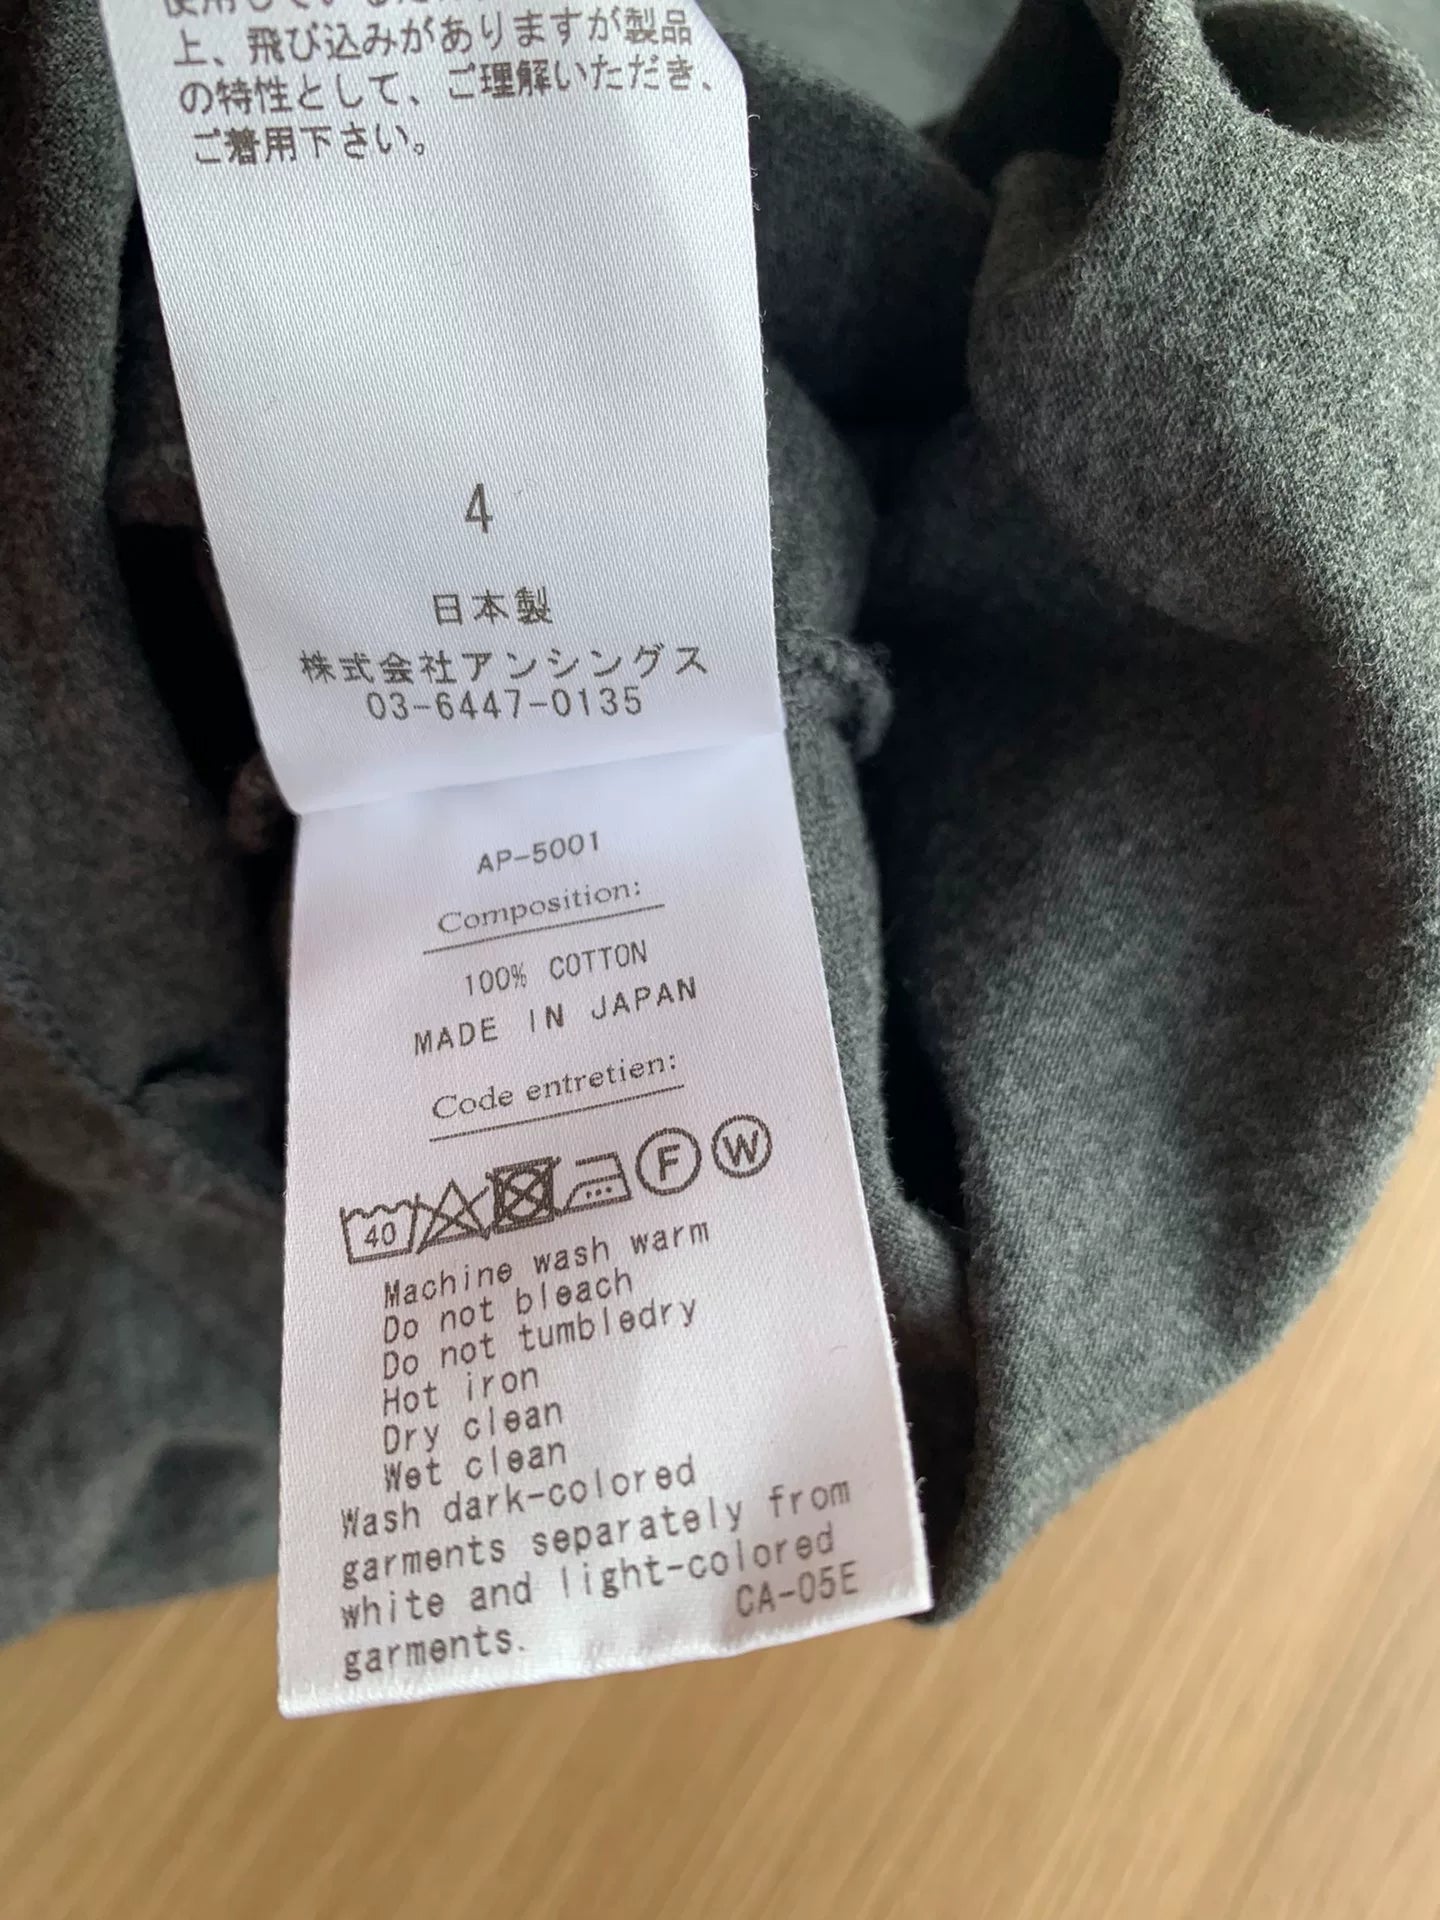 上、飛び込みがありますが製品
の特性として、ご理解いただき、
ご着用下さい。
4
日本製
株式会社アンシングス
03-6447-0135
AP-5001
Composition:
100% COTTON
MADE IN JAPAN
Code entretien:
40 F W
Machine wash warm
Do not bleach
Do not tumbledry
Hot iron
Dry clean
Wet clean
Wash dark-colored
garments separately from
white and light-colored
garments.
CA-05E